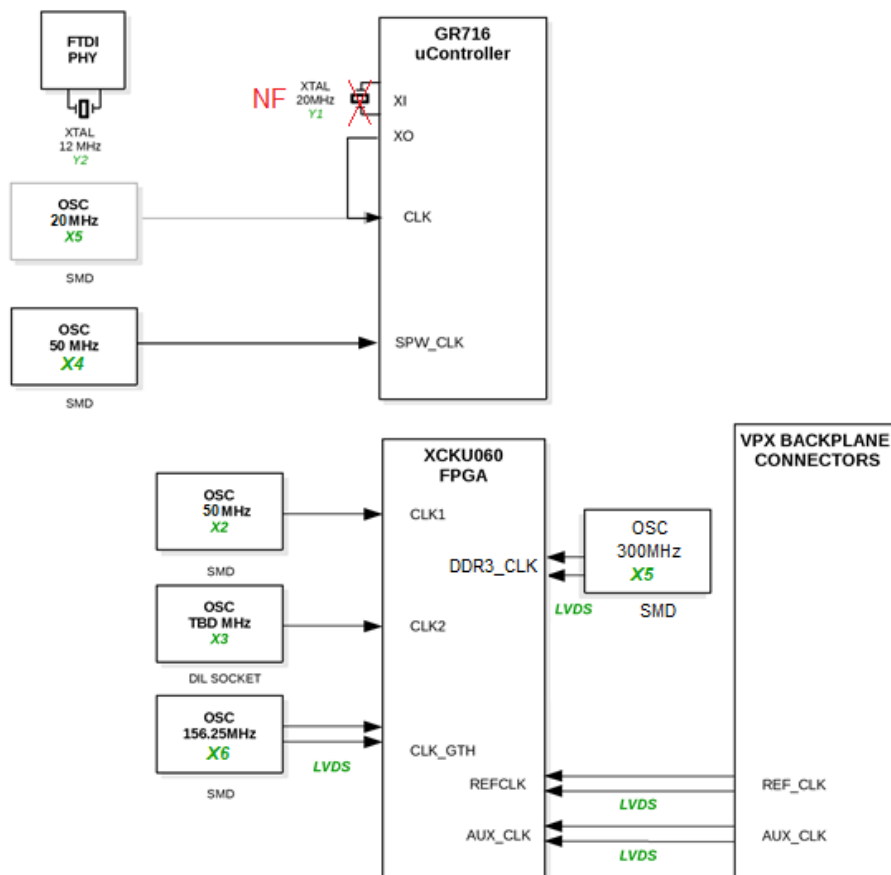 FTDI
PHY
XTAL
12 MHz
Y2
GR716
uController
NF
XTAL
20MHz
Y1
XI
XO
OSC
20MHz
X5
SMD
CLK
OSC
50 MHz
X4
SMD
SPW_CLK
XCKU060
FPGA
VPX BACKPLANE
CONNECTORS
OSC
50MHz
X2
SMD
CLK1
DDR3_CLK
OSC
300MHz
X5
LVDS
SMD
OSC
TBD MHz
X3
DIL SOCKET
CLK2
OSC
156.25MHz
X6
SMD
LVDS
CLK_GTH
REFCLK
LVDS
REF_CLK
AUX_CLK
LVDS
AUX_CLK